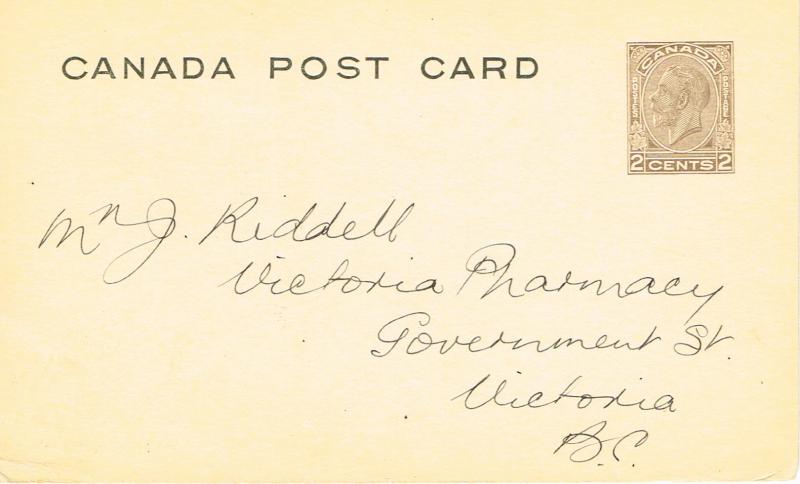 CANADA POST CARD
CANADA
POSTES
POSTAGE
2 CENTS 2
Mr J. Riddell
Victoria Pharmacy
Government St.
Victoria
B.C.